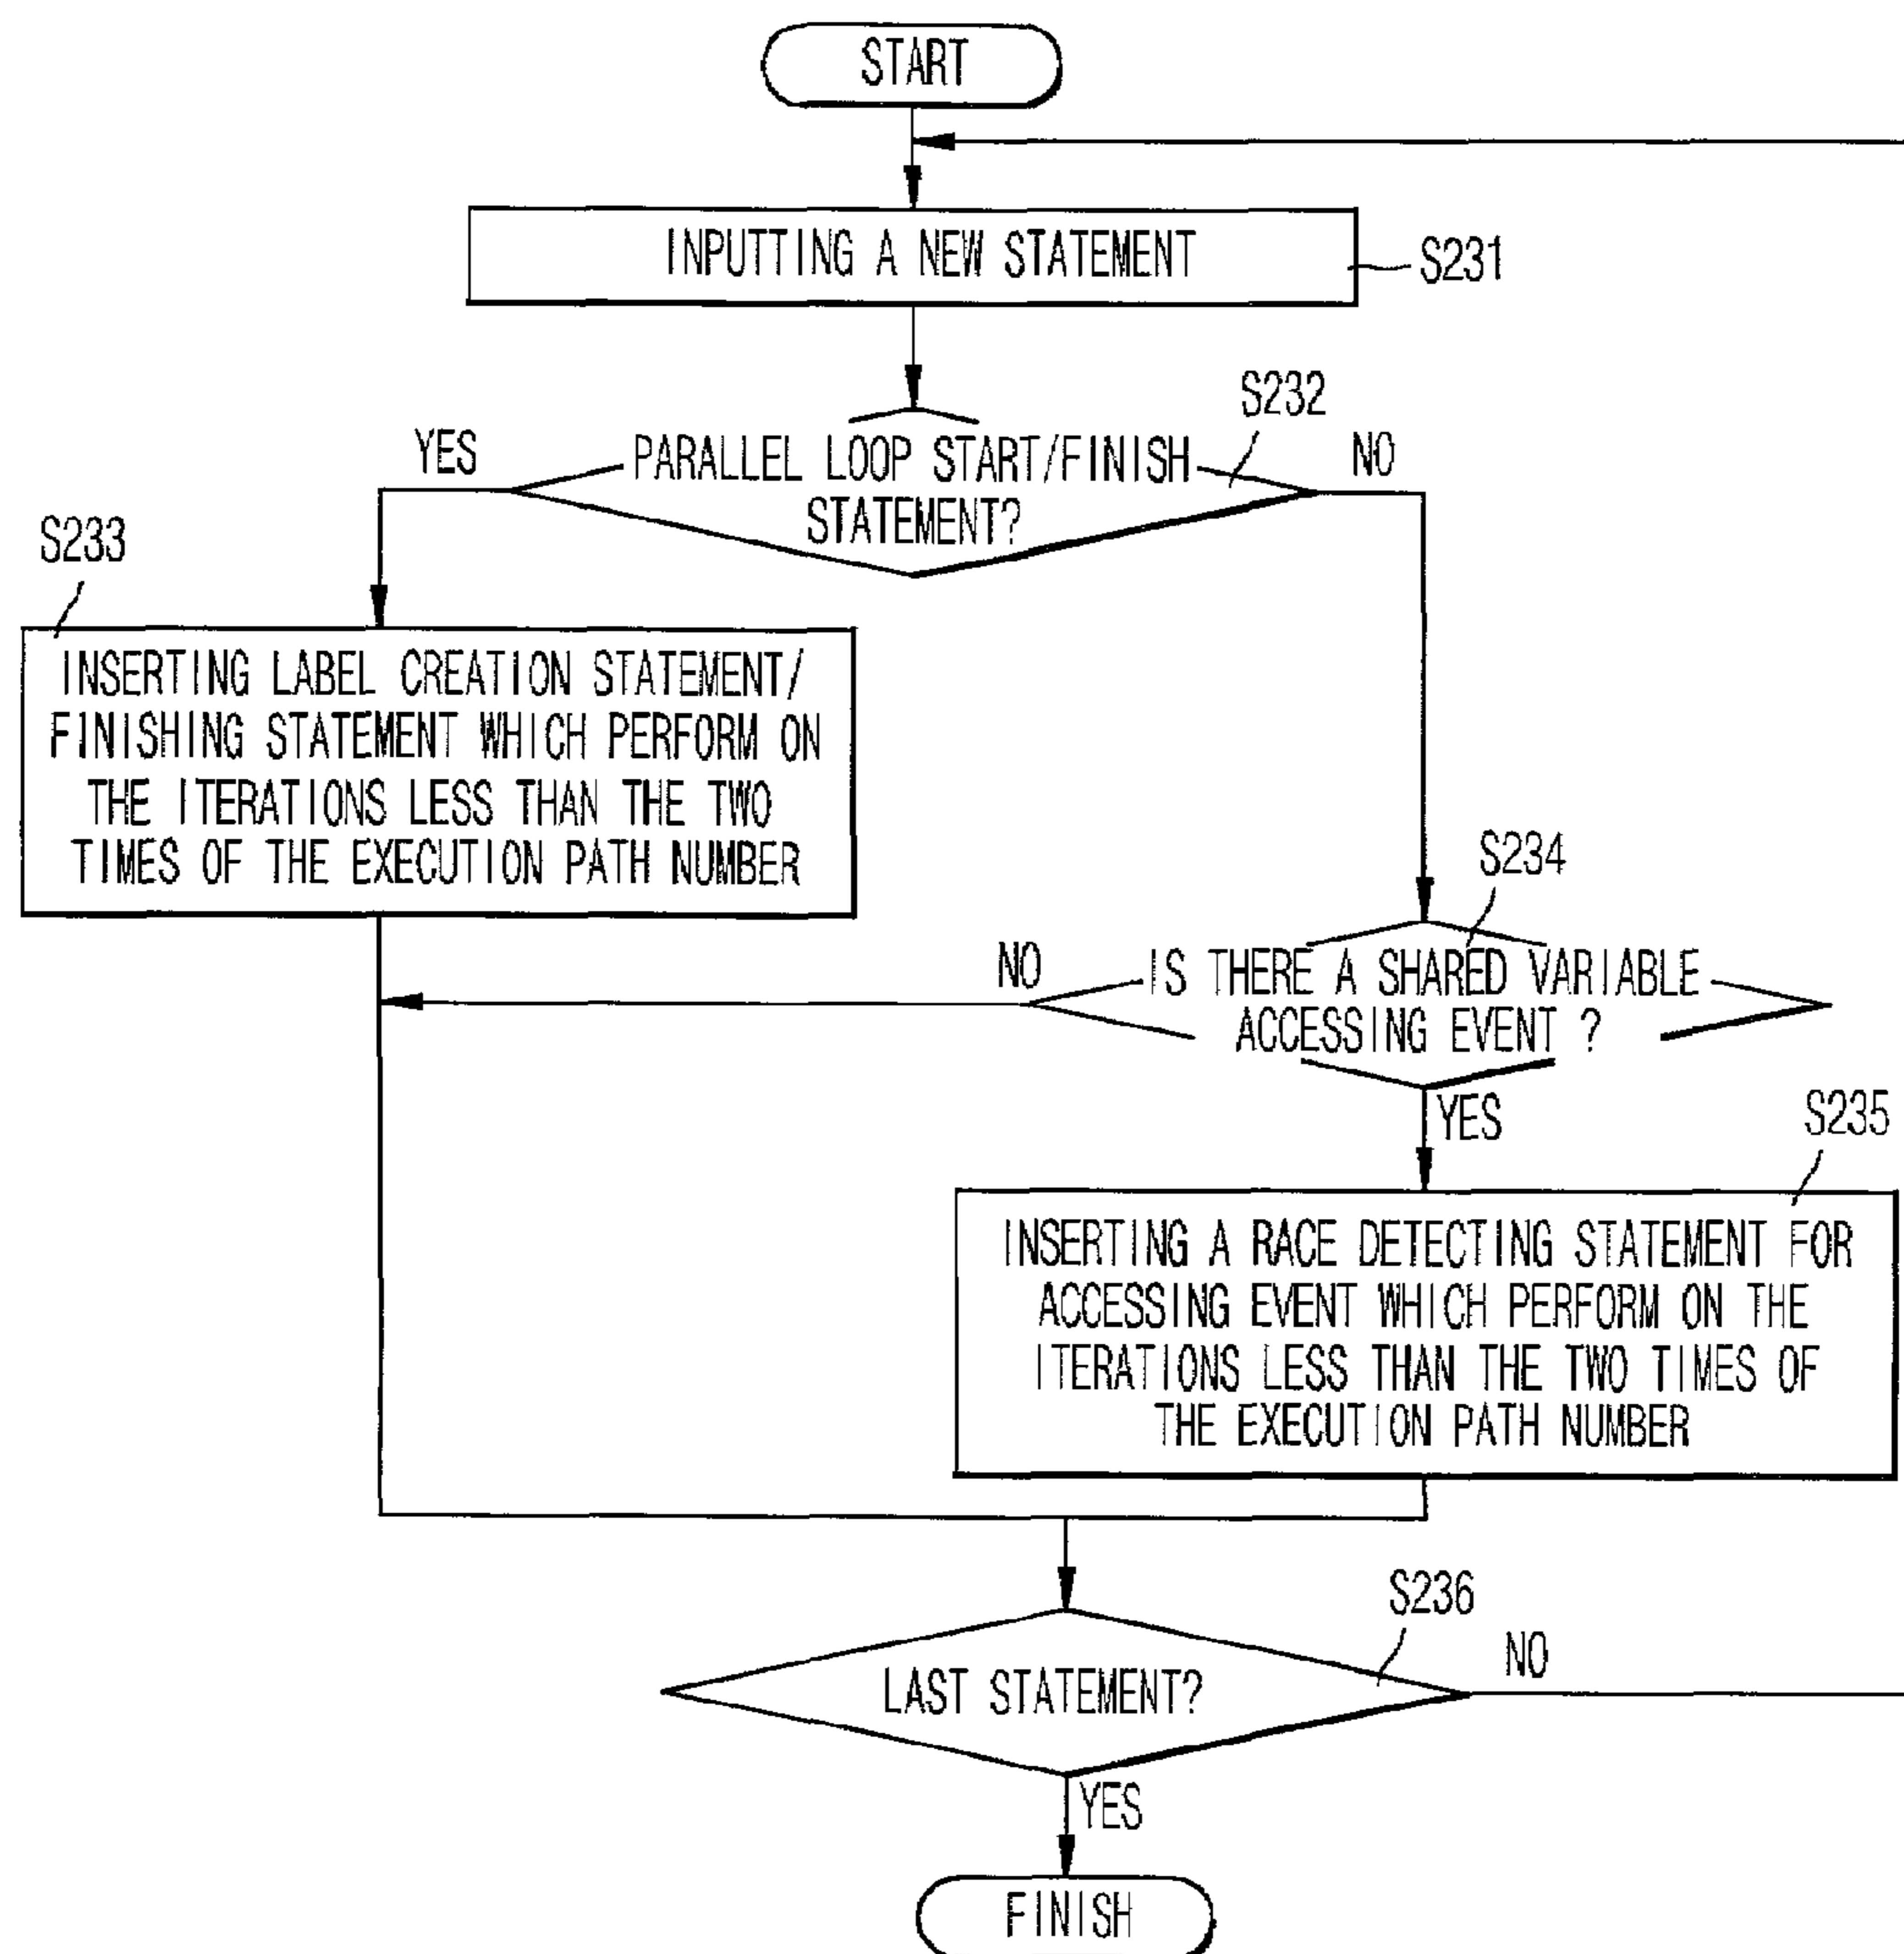 START
INPUTTING A NEW STATEMENT
S231
S232
YES
PARALLEL LOOP START/FINISH
STATEMENT?
NO
S233
INSERTING LABEL CREATION STATEMENT/
FINISHING STATEMENT WHICH PERFORM ON
THE ITERATIONS LESS THAN THE TWO
TIMES OF THE EXECUTION PATH NUMBER
S234
NO
IS THERE A SHARED VARIABLE
ACCESSING EVENT ?
YES
S235
INSERTING A RACE DETECTING STATEMENT FOR
ACCESSING EVENT WHICH PERFORM ON THE
ITERATIONS LESS THAN THE TWO TIMES OF
THE EXECUTION PATH NUMBER
S236
LAST STATEMENT?
NO
YES
FINISH